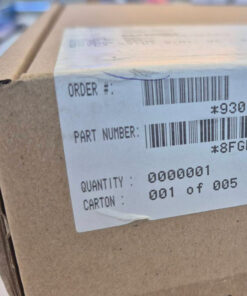 ORDER #:
*930
PART NUMBER:
*8FG
QUANTITY : 0000001
CARTON : 001 of 005